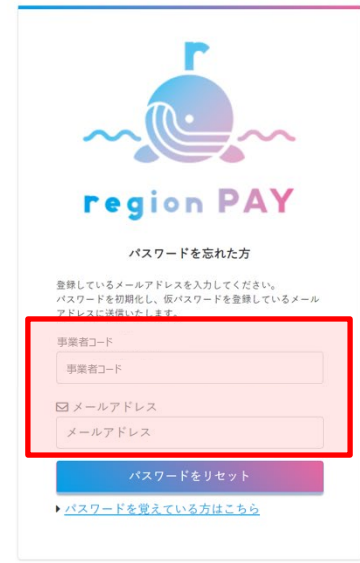 r
region PAY
パスワードを忘れた方
登録しているメールアドレスを入力してください。
パスワードを初期化し、仮パスワードを登録しているメール
アドレスに送信いたします。
事業者コード
事業者コード
メールアドレス
メールアドレス
パスワードをリセット
パスワードを覚えている方はこちら